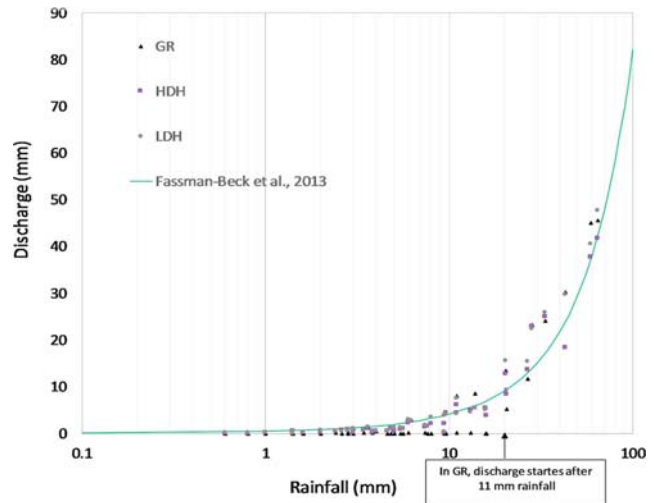 90
80
70
60
50
40
30
20
10
0
Discharge (mm)
GR
HDH
LDH
Fassman-Beck et al., 2013
0.1
1
10
100
Rainfall (mm)
In GR, discharge startes after
11 mm rainfall